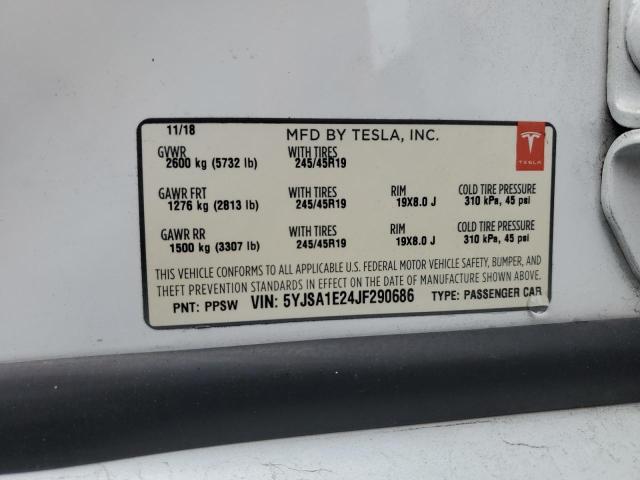 11/18 MFD BY TESLA, INC.
TESLA
GVWR WITH TIRES
2600 kg (5732 lb) 245/45R19
GAWR FRT WITH TIRES RIM COLD TIRE PRESSURE
1276 kg (2813 lb) 245/45R19 19X8.0 J 310 kPa, 45 psi
GAWR RR WITH TIRES RIM COLD TIRE PRESSURE
1500 kg (3307 lb) 245/45R19 19X8.0 J 310 kPa, 45 psi
THIS VEHICLE CONFORMS TO ALL APPLICABLE U.S. FEDERAL MOTOR VEHICLE SAFETY, BUMPER, AND
THEFT PREVENTION STANDARDS IN EFFECT ON THE DATE OF MANUFACTURE SHOWN ABOVE.
PNT: PPSW VIN: 5YJSA1E24JF290686 TYPE: PASSENGER CAR